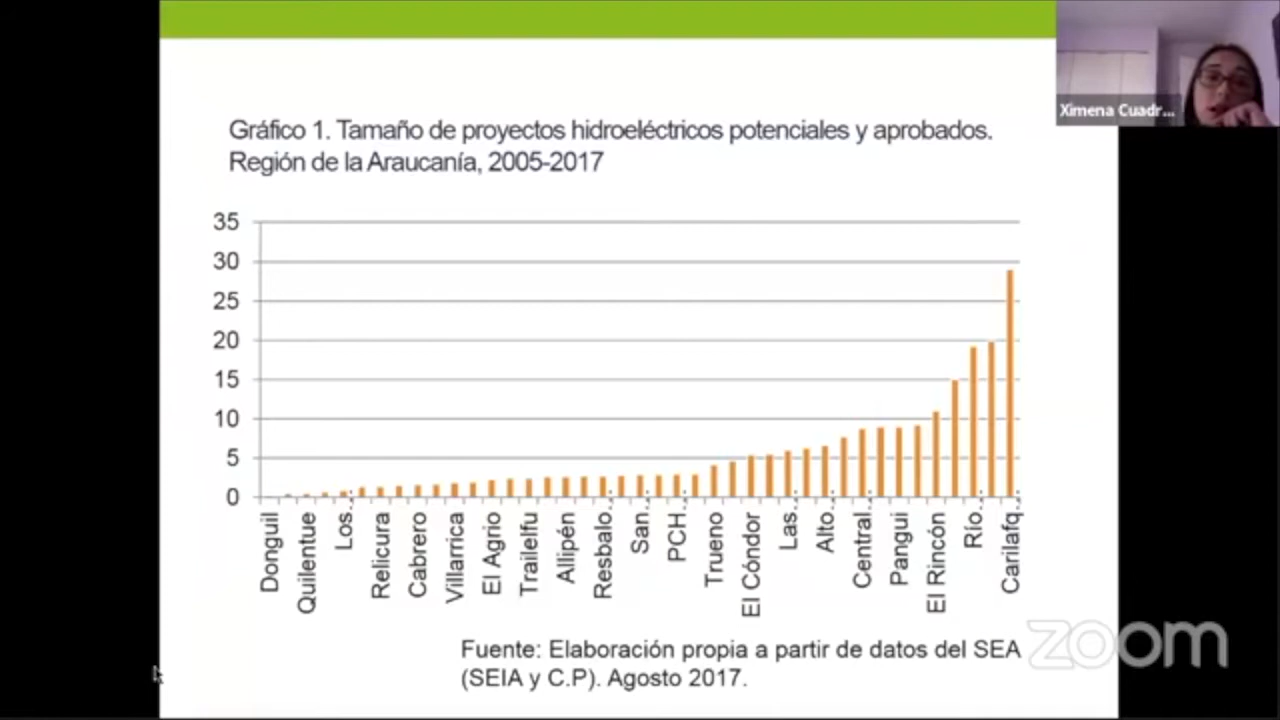 Ximena Cuadr...
Gráfico 1. Tamaño de proyectos hidroeléctricos potenciales y aprobados.
Región de la Araucanía, 2005-2017
35
30
25
20
15
10
5
0
Donguil
Quilentue
Los..
Relicura
Cabrero
Villarrica
El Agrio
Trailelfu
Allipén
Resbalo..
San..
PCH..
Trueno
El Cóndor
Las..
Alto..
Central..
Pangui
El Rincón
Río..
Carilafq..
Fuente: Elaboración propia a partir de datos del SEA
(SEIA y C.P). Agosto 2017.
zoom